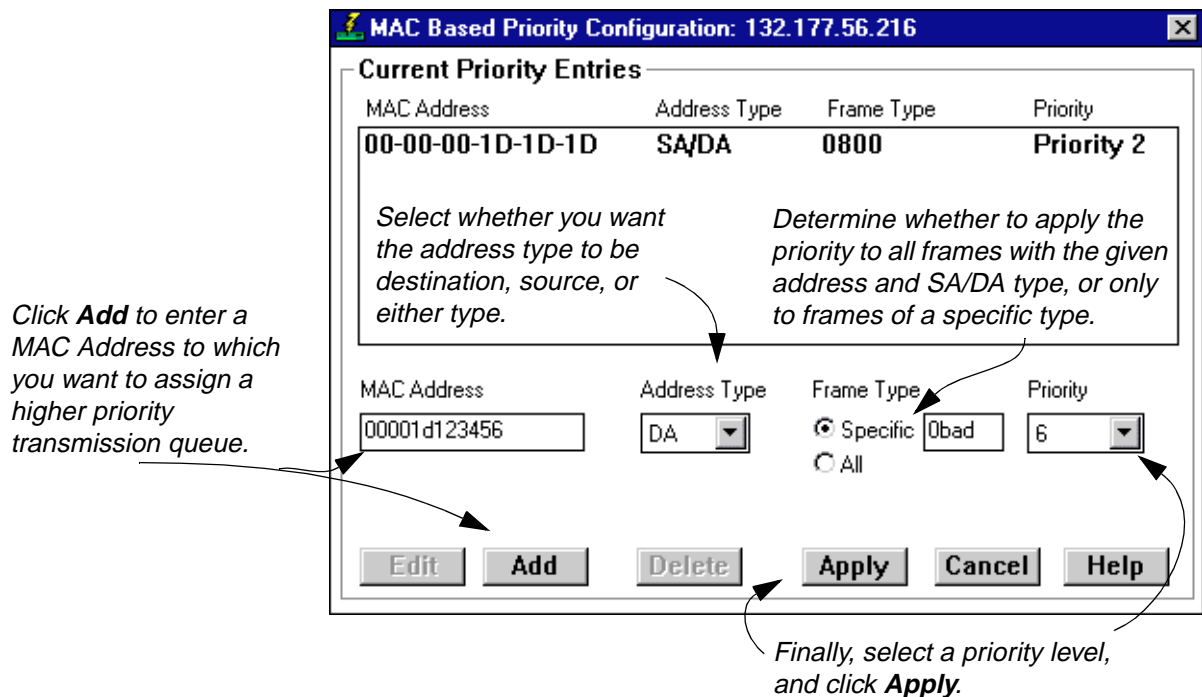 MAC Based Priority Configuration: 132.177.56.216
Current Priority Entries
MAC Address Address Type Frame Type Priority
00-00-00-1D-1D-1D SA/DA 0800 Priority 2
Select whether you want
the address type to be
destination, source, or
either type.
Determine whether to apply the
priority to all frames with the given
address and SA/DA type, or only
to frames of a specific type.
Click Add to enter a
MAC Address to which
you want to assign a
higher priority
transmission queue.
MAC Address Address Type Frame Type Priority
00001d123456 DA Specific 0bad 6
All
Edit Add Delete Apply Cancel Help
Finally, select a priority level,
and click Apply.